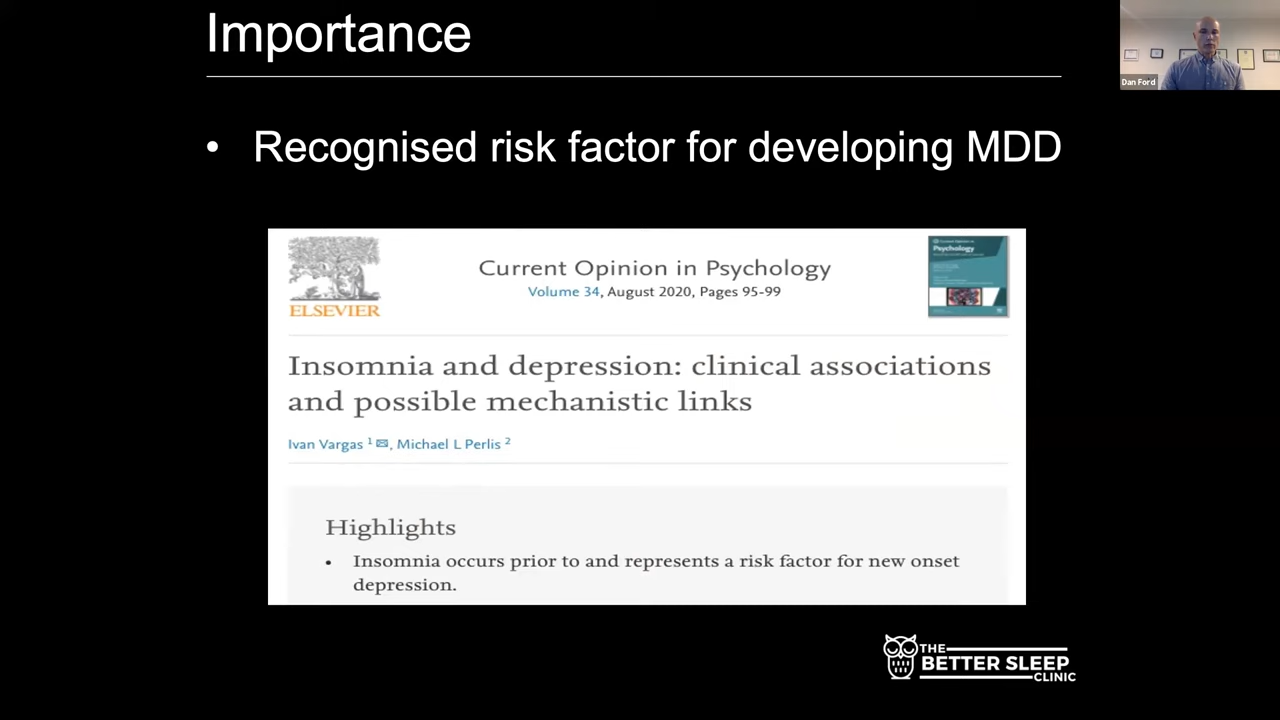 Importance
Dan Ford
• Recognised risk factor for developing MDD
ELSEVIER
Current Opinion in Psychology
Volume 34, August 2020, Pages 95-99
Psychology
Insomnia and depression: clinical associations
and possible mechanistic links
Ivan Vargas 1 ✉, Michael L Perlis 2
Highlights
• Insomnia occurs prior to and represents a risk factor for new onset
depression.
THE
BETTER SLEEP
CLINIC